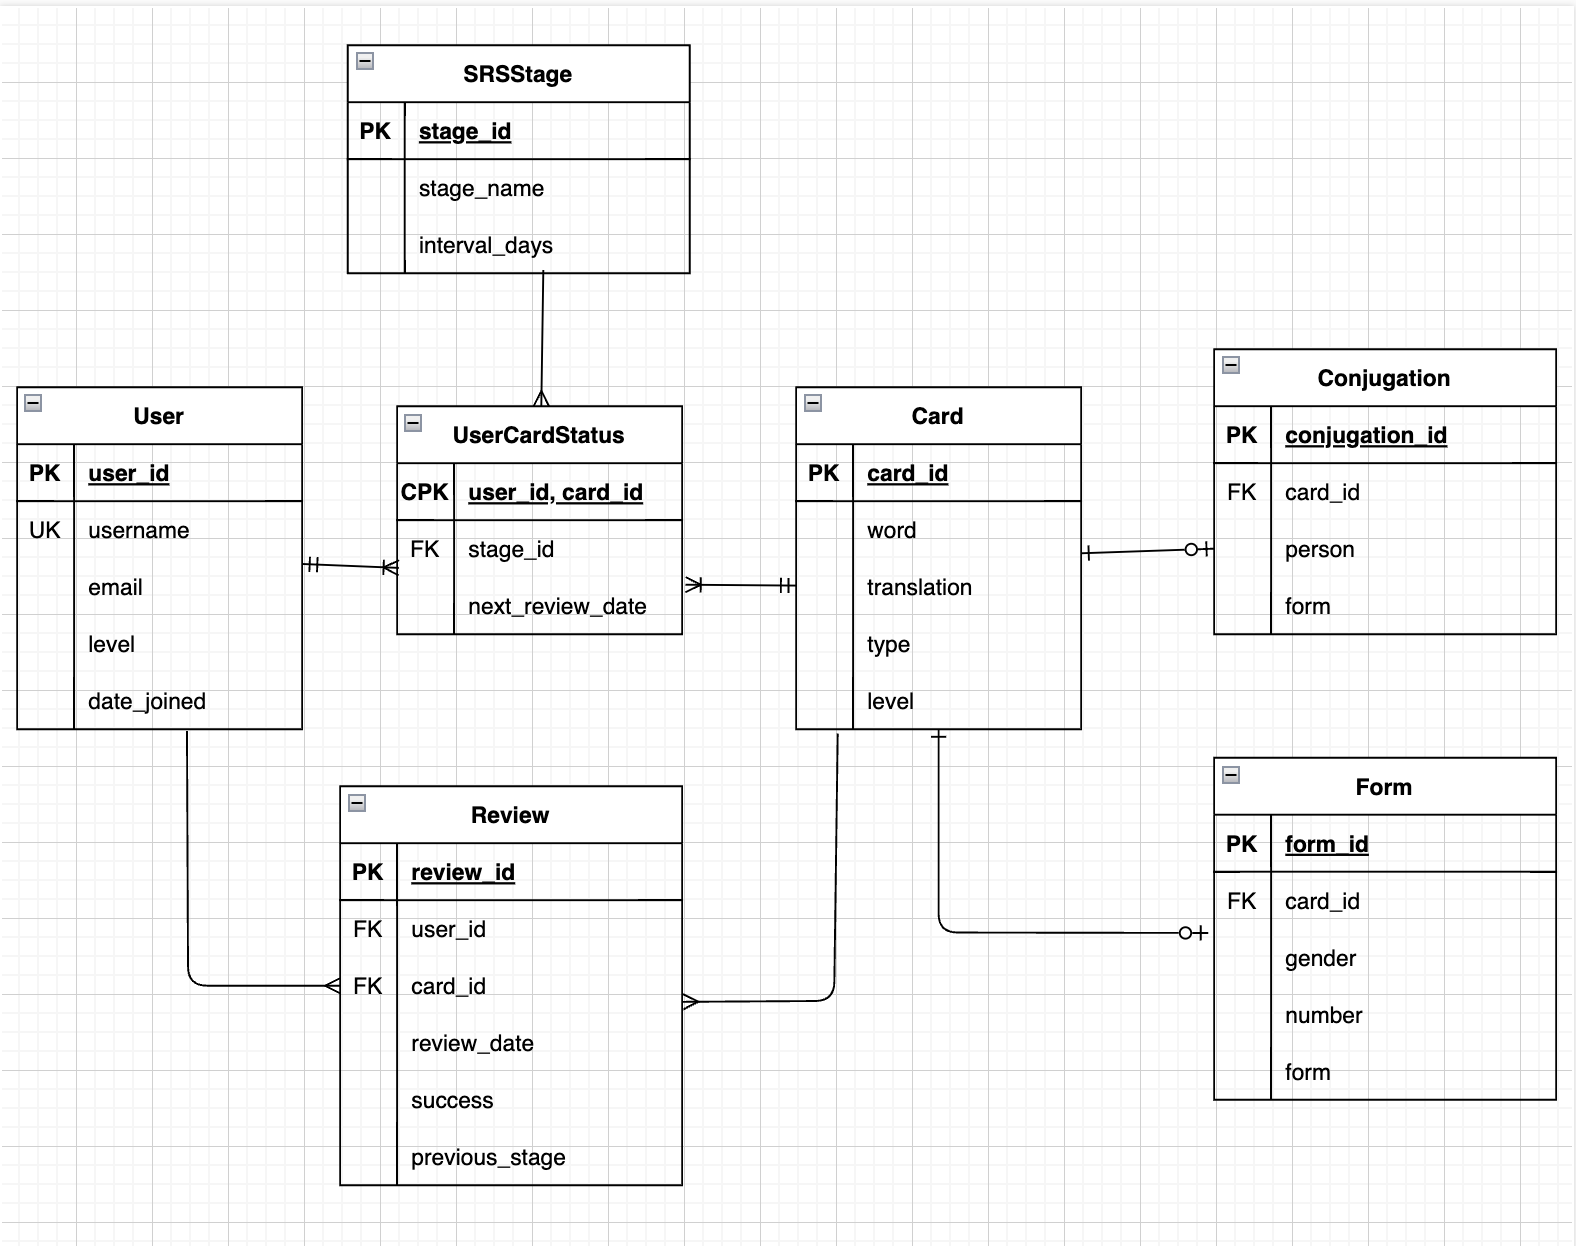 SRSStage
PK stage_id
stage_name
interval_days
User
PK user_id
UK username
email
level
date_joined
UserCardStatus
CPK user_id, card_id
FK stage_id
next_review_date
Card
PK card_id
word
translation
type
level
Conjugation
PK conjugation_id
FK card_id
person
form
Review
PK review_id
FK user_id
FK card_id
review_date
success
previous_stage
Form
PK form_id
FK card_id
gender
number
form